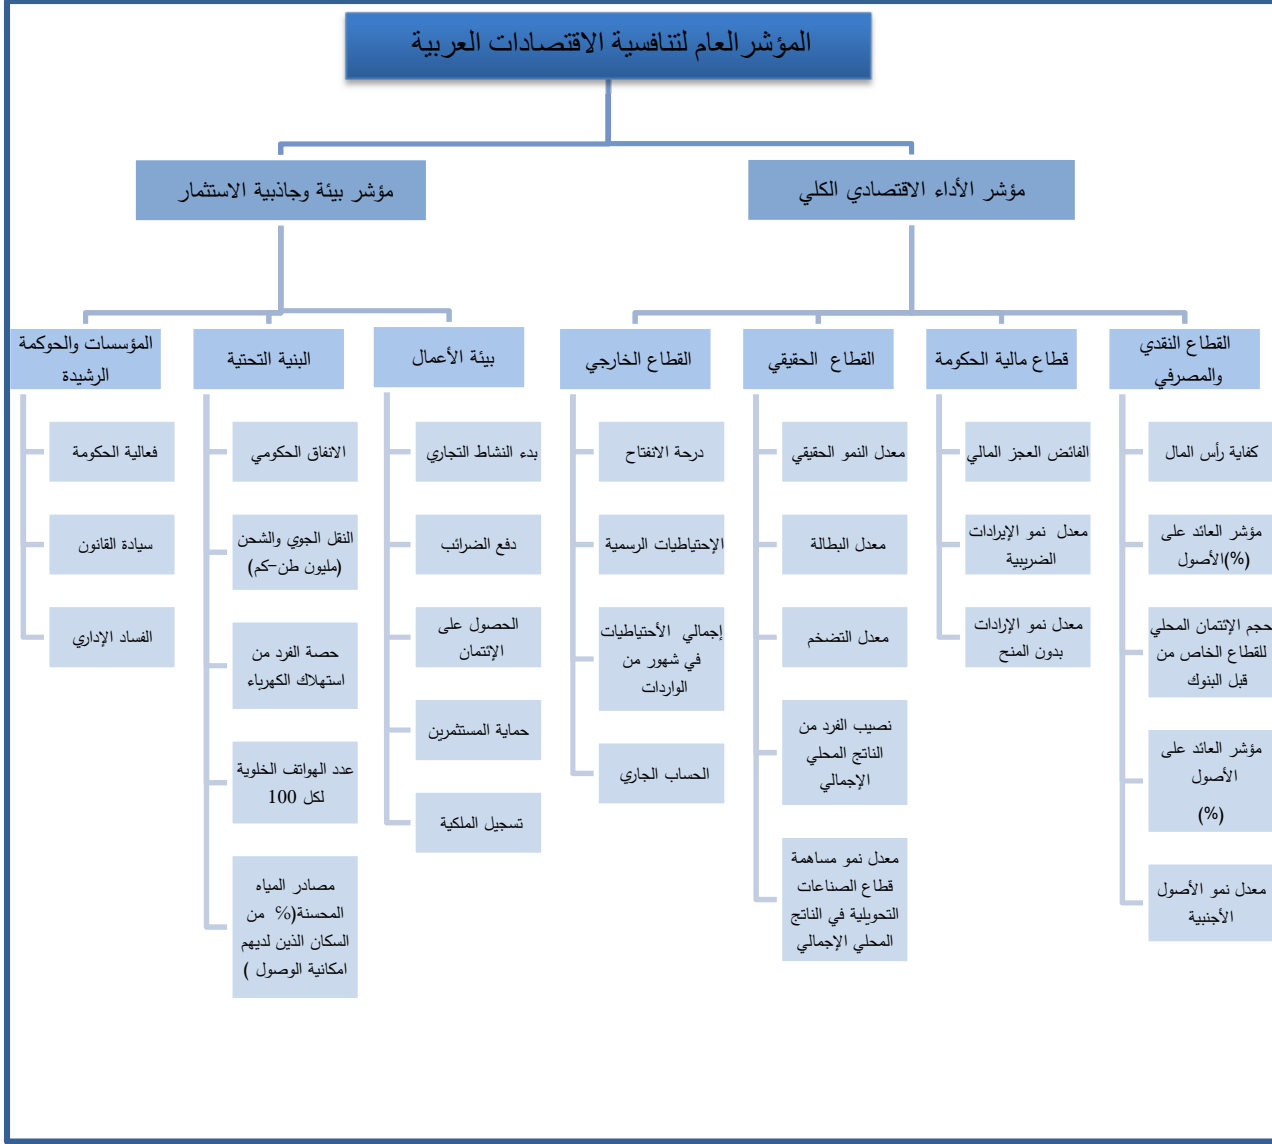 المؤشر العام لتنافسية الاقتصادات العربية
مؤشر الأداء الاقتصادي الكلي
مؤشر بيئة وجاذبية الاستثمار
القطاع النقدي
والمصرفي
كفاية رأس المال
مؤشر العائد على
الأصول(%)
حجم الإئتمان المحلي
للقطاع الخاص من
قبل البنوك
مؤشر العائد على
الأصول
(%)
معدل نمو الأصول
الأجنبية
قطاع مالية الحكومة
الفائض العجز المالي
معدل نمو الإيرادات
الضريبية
معدل نمو الإرادات
بدون المنح
القطاع الحقيقي
معدل النمو الحقيقي
معدل البطالة
معدل التضخم
نصيب الفرد من
الناتج المحلي
الإجمالي
معدل نمو مساهمة
قطاع الصناعات
التحويلية في الناتج
المحلي الإجمالي
القطاع الخارجي
درحة الانفتاح
الإحتياطيات الرسمية
إجمالي الأحتياطيات
في شهور من
الواردات
الحساب الجاري
بيئة الأعمال
بدء النشاط التجاري
دفع الضرائب
الحصول على
الإئتمان
حماية المستثمرين
تسجيل الملكية
البنية التحتية
الانفاق الحكومي
النقل الجوي والشحن
(مليون طن-كم)
حصة الفرد من
استهلاك الكهرباء
عدد الهواتف الخلوية
لكل 100
مصادر المياه
المحسنة(% من
السكان الذين لديهم
امكانية الوصول )
المؤسسات والحوكمة
الرشيدة
فعالية الحكومة
سيادة القانون
الفساد الإداري